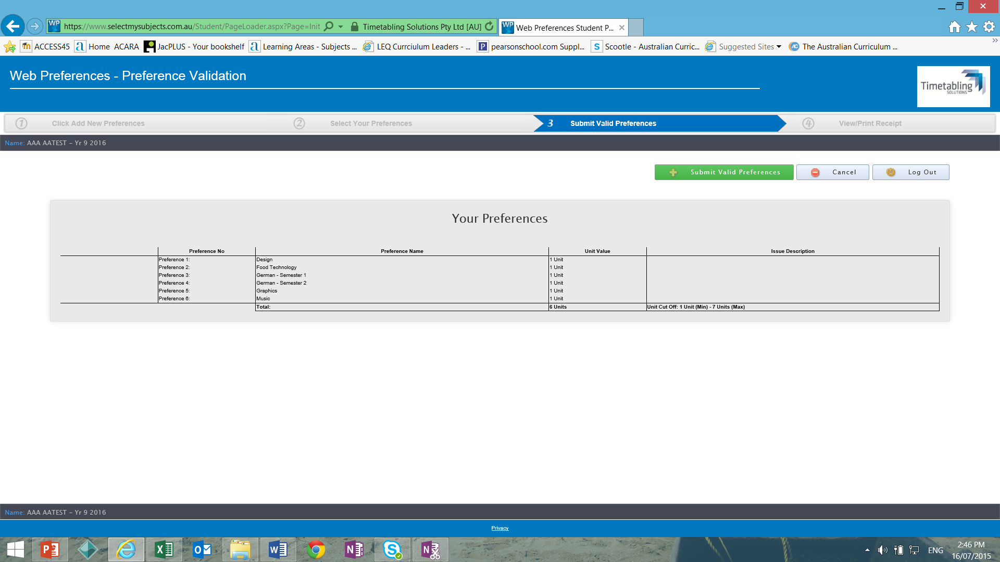 https://www.selectmysubjects.com.au/Student/PageLoader.aspx?Page=Init
Timetabling Solutions Pty Ltd [AU]
WP Web Preferences Student P...
ACCESS45
Home ACARA
JacPLUS - Your bookshelf
Learning Areas - Subjects ...
LEQ Currciulum Leaders - ...
pearsonschool.com Suppl...
Scootle - Australian Curric...
Suggested Sites
The Australian Curriculum ...
Web Preferences - Preference Validation
Timetabling
SOLUTIONS
1 Click Add New Preferences
2 Select Your Preferences
3 Submit Valid Preferences
4 View/Print Receipt
Name: AAA AATEST - Yr 9 2016
Submit Valid Preferences
Cancel
Log Out
Your Preferences
Preference No Preference Name Unit Value Issue Description
Preference 1: Design 1 Unit
Preference 2: Food Technology 1 Unit
Preference 3: German - Semester 1 1 Unit
Preference 4: German - Semester 2 1 Unit
Preference 5: Graphics 1 Unit
Preference 6: Music 1 Unit
Total: 6 Units Unit Cut Off: 1 Unit (Min) - 7 Units (Max)
Name: AAA AATEST - Yr 9 2016
Privacy
ENG
2:46 PM
16/07/2015